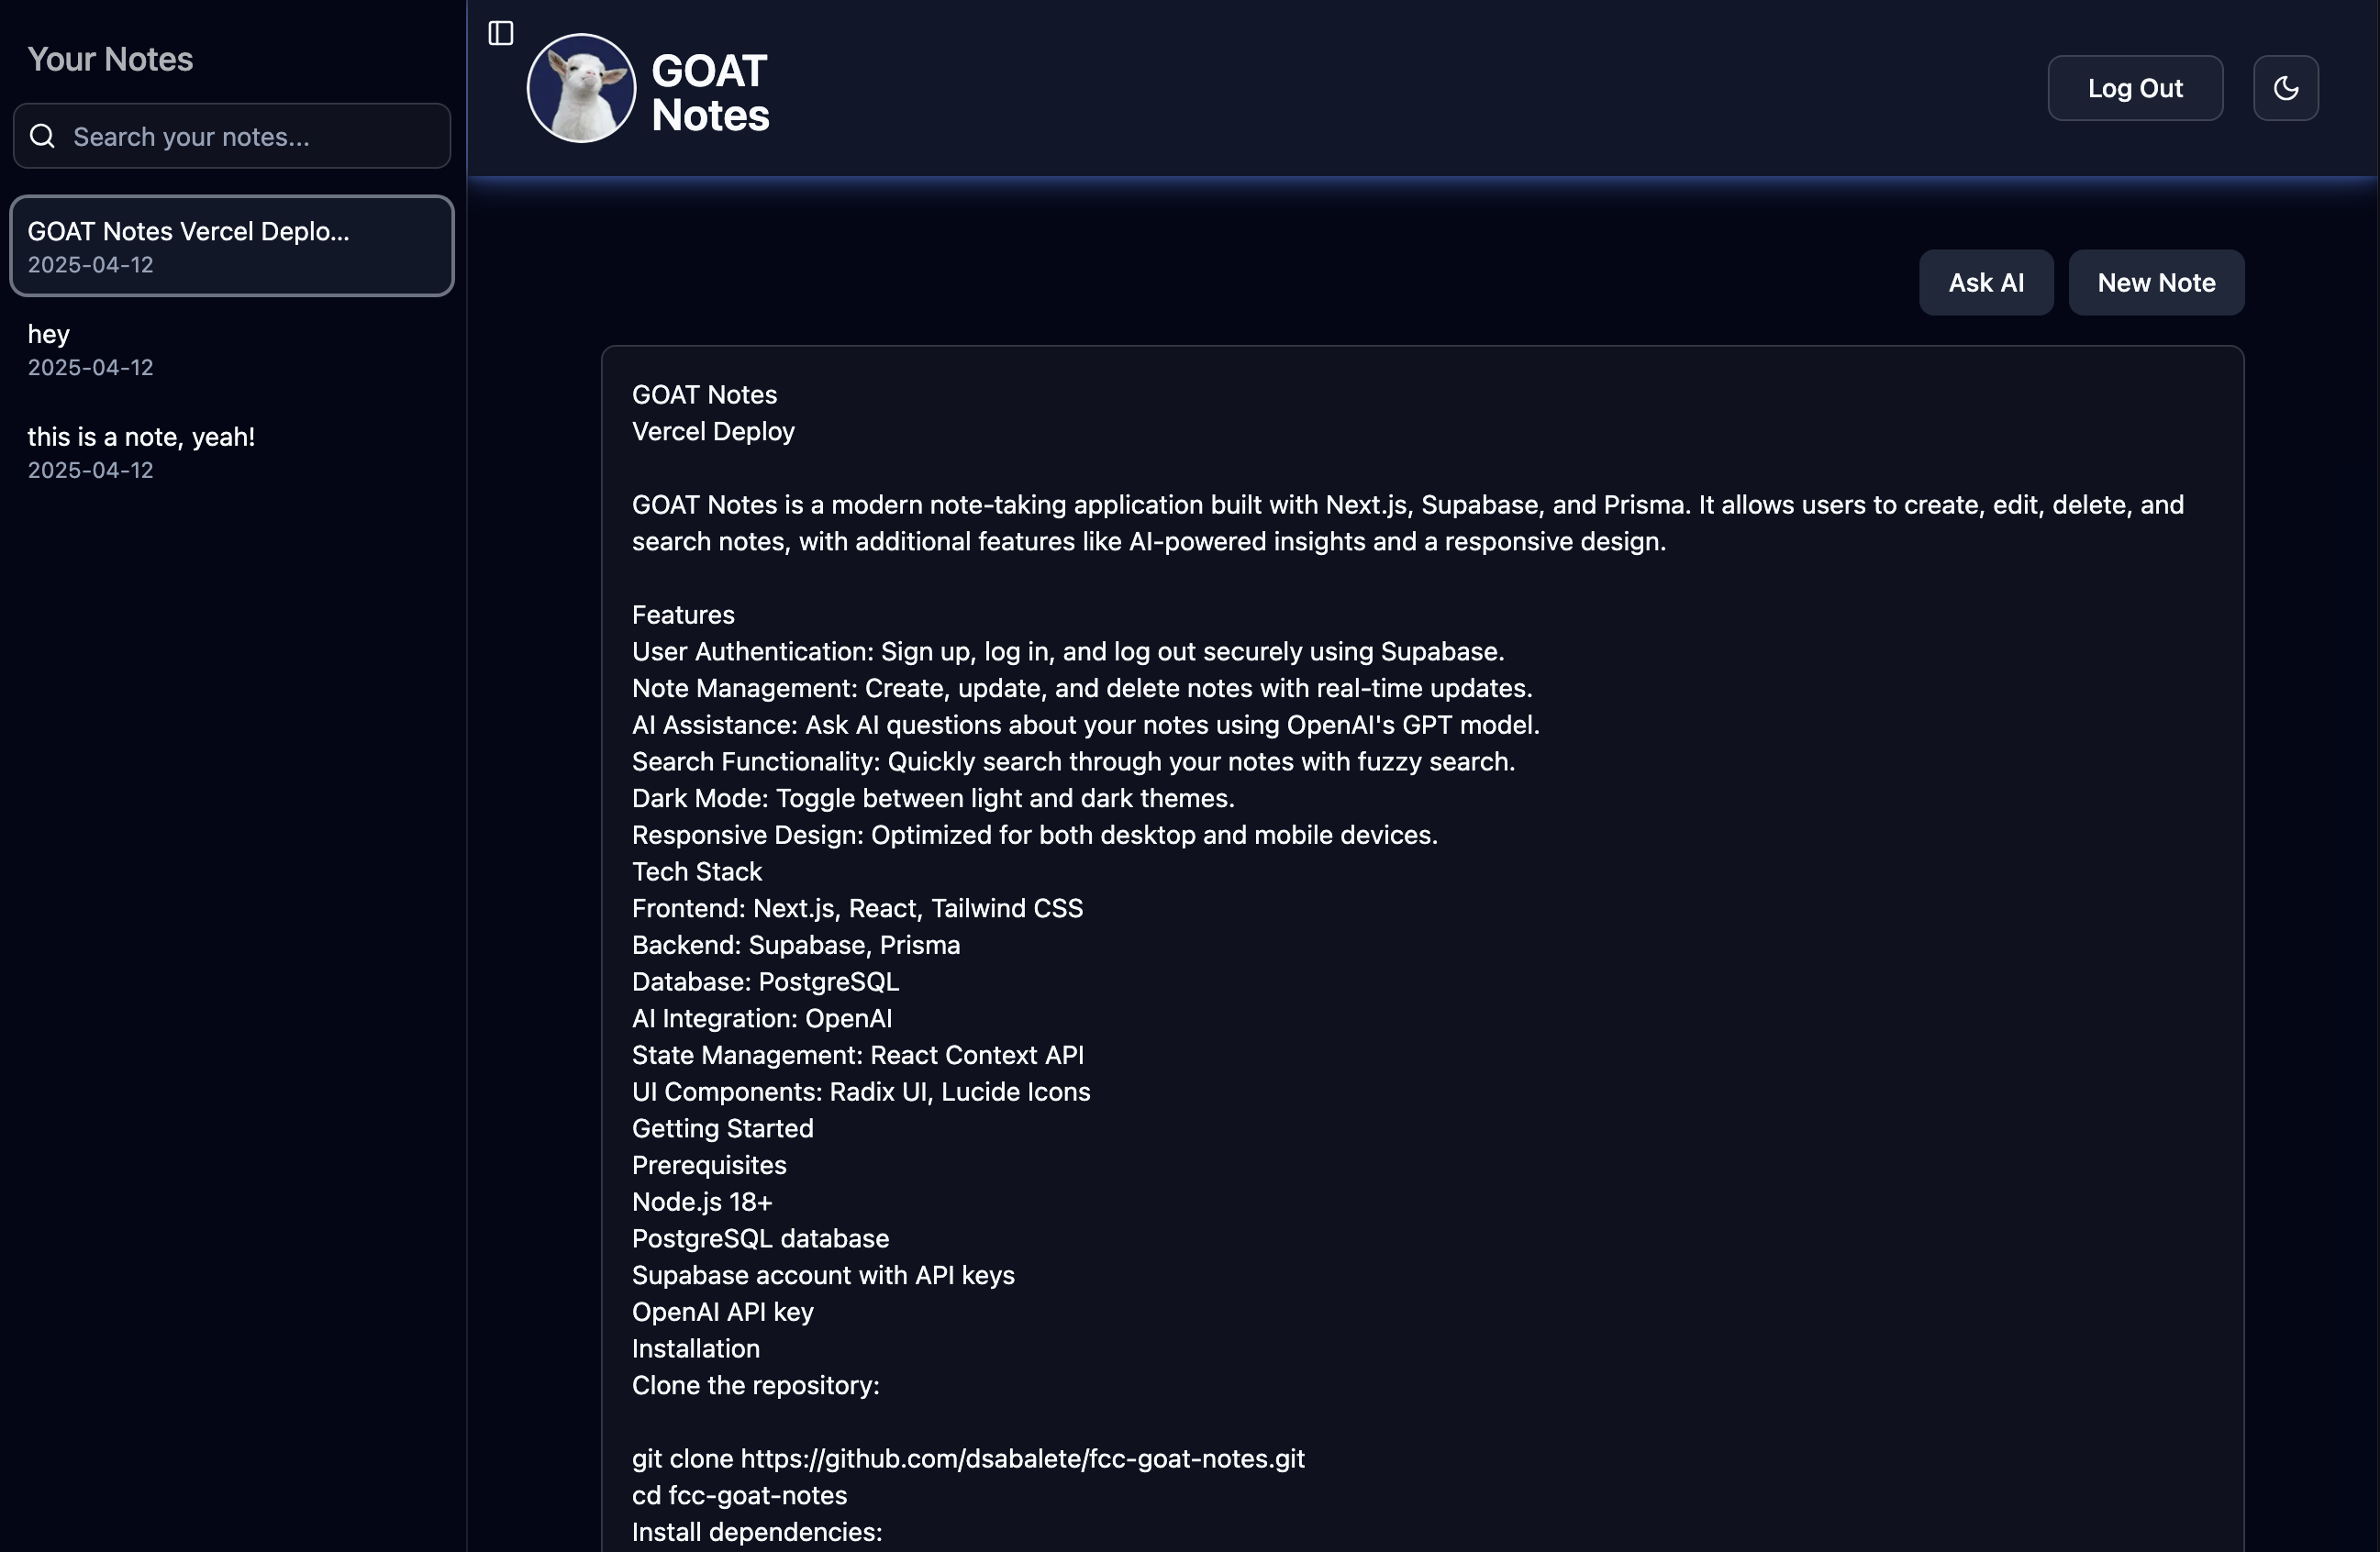 Your Notes
Search your notes...
GOAT Notes Vercel Deplo...
2025-04-12
hey
2025-04-12
this is a note, yeah!
2025-04-12
GOAT
Notes
Log Out
Ask AI
New Note
GOAT Notes
Vercel Deploy
GOAT Notes is a modern note-taking application built with Next.js, Supabase, and Prisma. It allows users to create, edit, delete, and
search notes, with additional features like AI-powered insights and a responsive design.
Features
User Authentication: Sign up, log in, and log out securely using Supabase.
Note Management: Create, update, and delete notes with real-time updates.
AI Assistance: Ask AI questions about your notes using OpenAI's GPT model.
Search Functionality: Quickly search through your notes with fuzzy search.
Dark Mode: Toggle between light and dark themes.
Responsive Design: Optimized for both desktop and mobile devices.
Tech Stack
Frontend: Next.js, React, Tailwind CSS
Backend: Supabase, Prisma
Database: PostgreSQL
AI Integration: OpenAI
State Management: React Context API
UI Components: Radix UI, Lucide Icons
Getting Started
Prerequisites
Node.js 18+
PostgreSQL database
Supabase account with API keys
OpenAI API key
Installation
Clone the repository:
git clone https://github.com/dsabalete/fcc-goat-notes.git
cd fcc-goat-notes
Install dependencies: